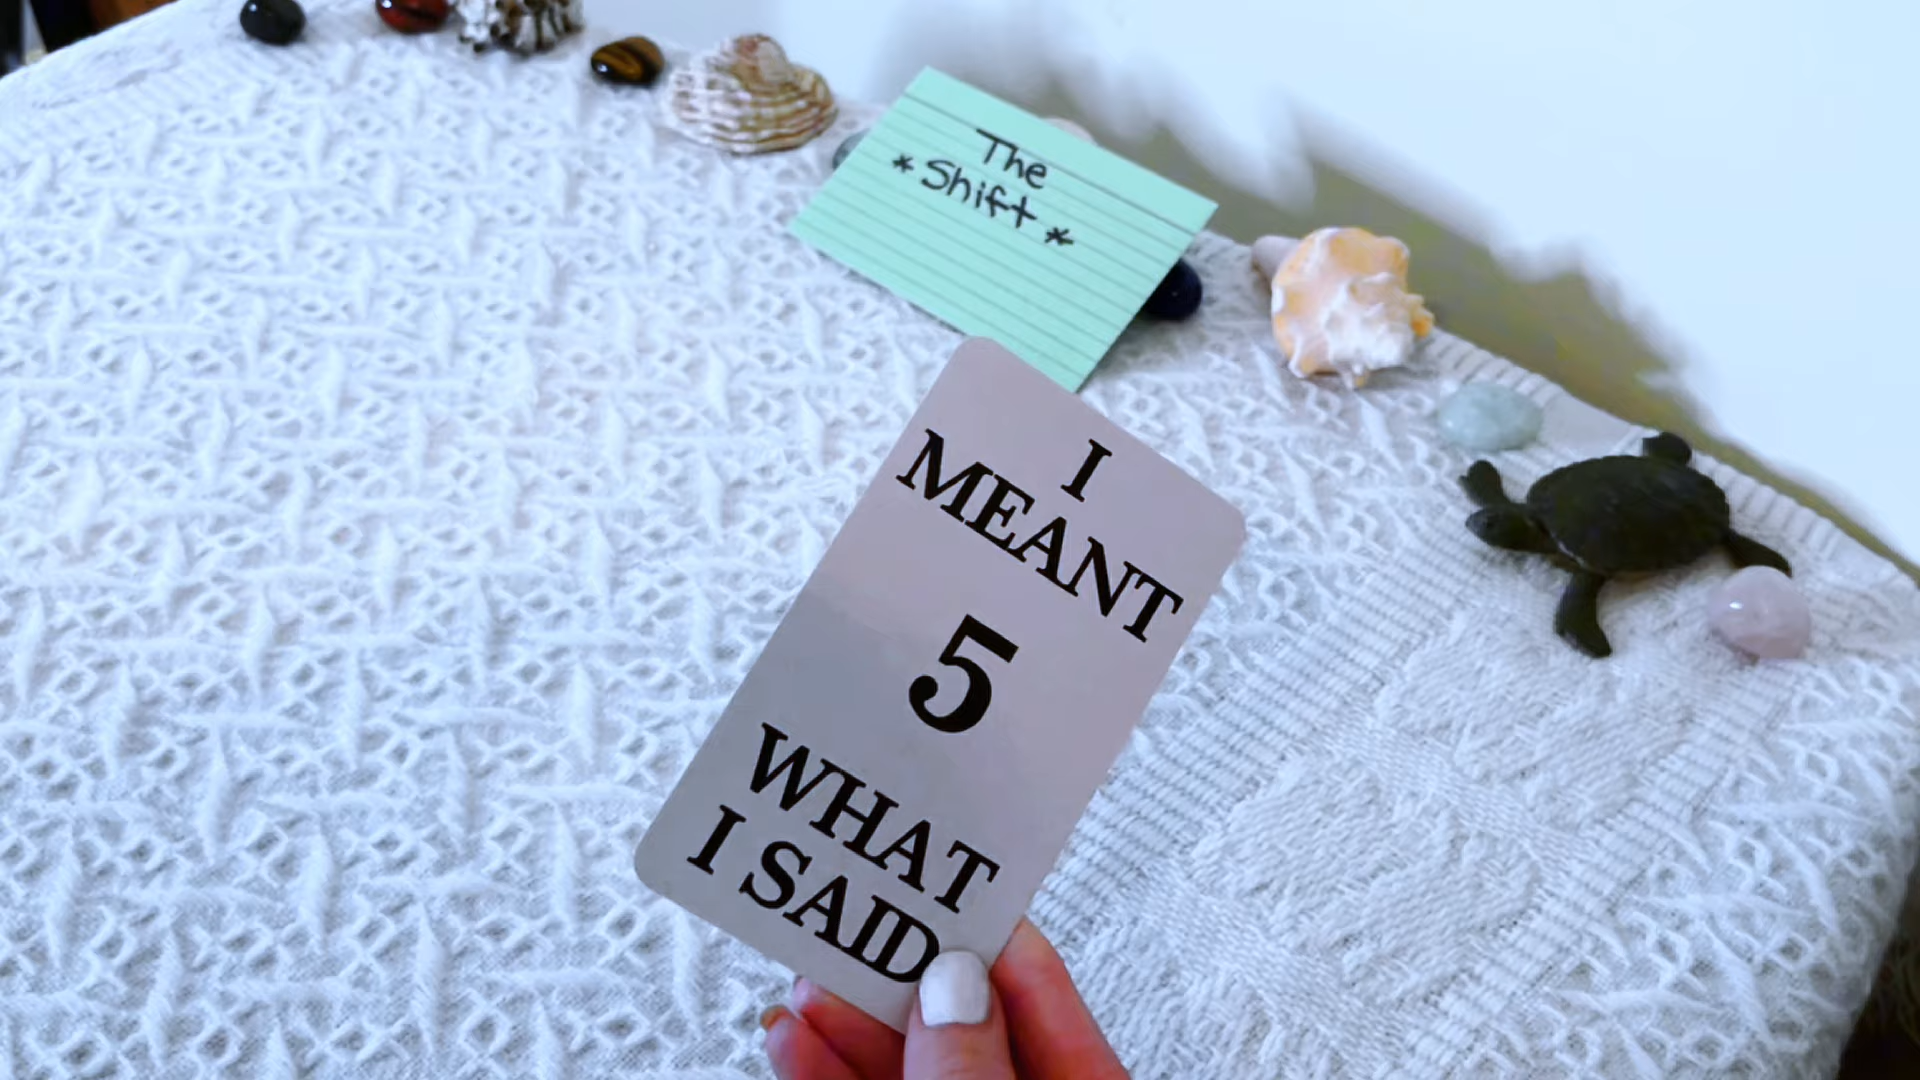 The
* Shift *
I
MEANT
5
WHAT
I SAID